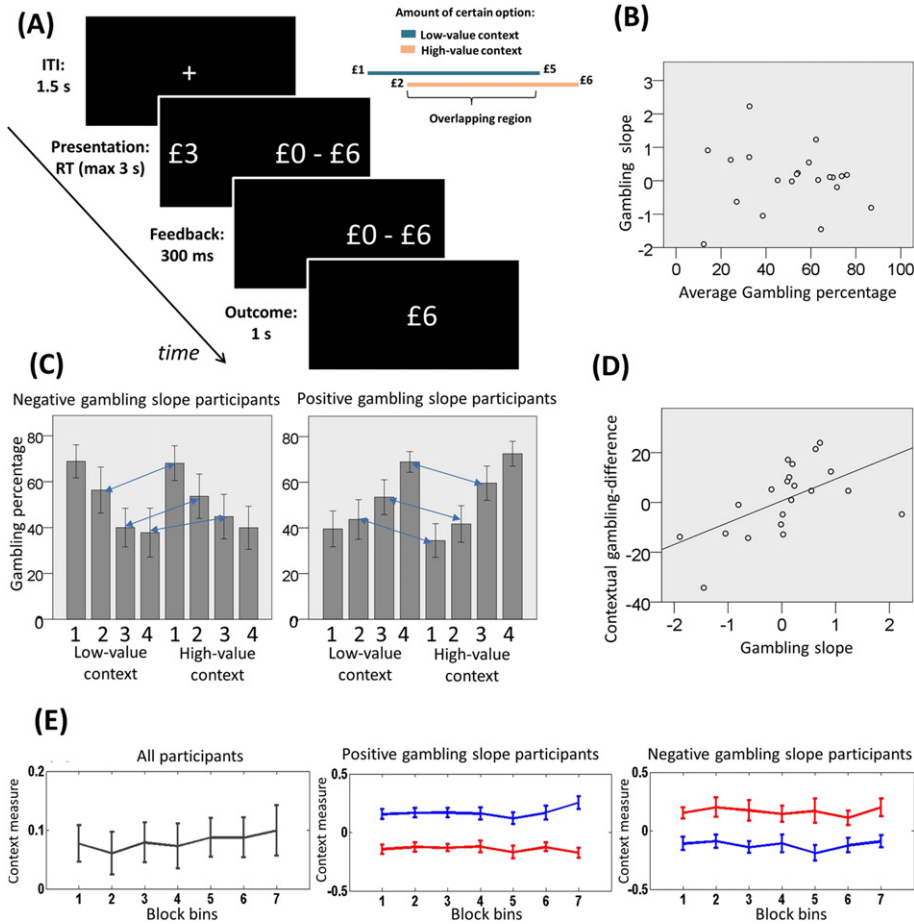 (A)
ITI:
1.5 s
+
Presentation:
RT (max 3 s)
£3 £0 - £6
Feedback:
300 ms
£0 - £6
Outcome:
1 s
£6
time
Amount of certain option:
Low-value context
High-value context
£1 £5
£2 £6
Overlapping region
(B)
Gambling slope
3
2
1
0
-1
-2
0 20 40 60 80 100
Average Gambling percentage
(C)
Negative gambling slope participants
Gambling percentage
80
60
40
20
0
1 2 3 4 1 2 3 4
Low-value
context
High-value
context
Positive gambling slope participants
80
60
40
20
0
1 2 3 4 1 2 3 4
Low-value
context
High-value
context
(D)
Contextual gambling-difference
20
0
-20
-40
-2 -1 0 1 2
Gambling slope
(E)
All participants
Context measure
0.2
0.1
0
1 2 3 4 5 6 7
Block bins
Positive gambling slope participants
Context measure
0.5
0
-0.5
1 2 3 4 5 6 7
Block bins
Negative gambling slope participants
Context measure
0.5
0
-0.5
1 2 3 4 5 6 7
Block bins